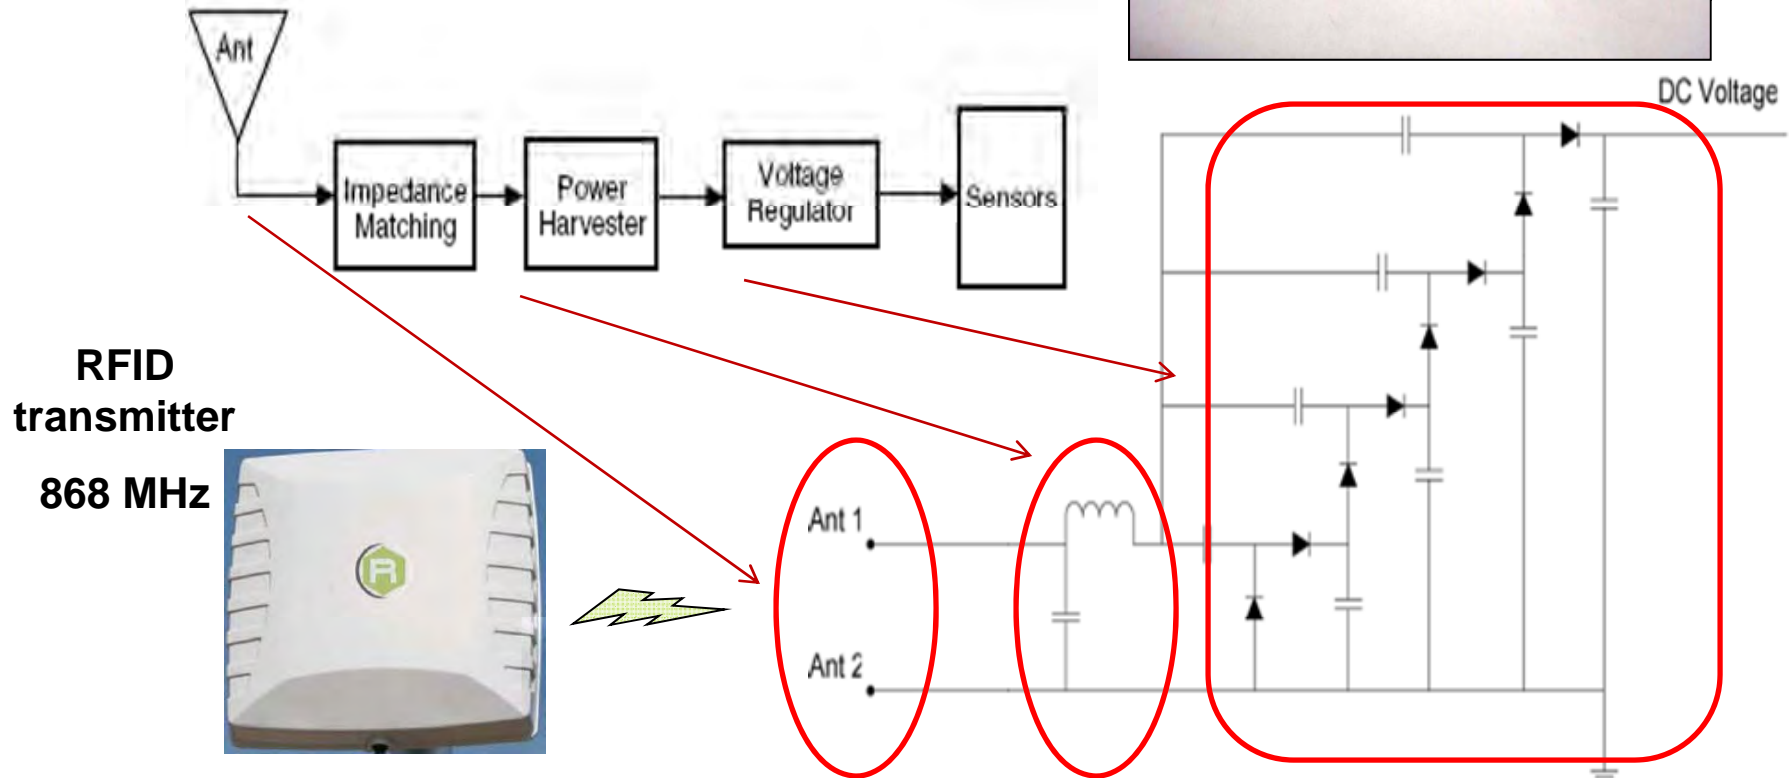 Ant
Impedance
Matching
Power
Harvester
Voltage
Regulator
Sensors
DC Voltage
RFID
transmitter
868 MHz
R
Ant 1
Ant 2